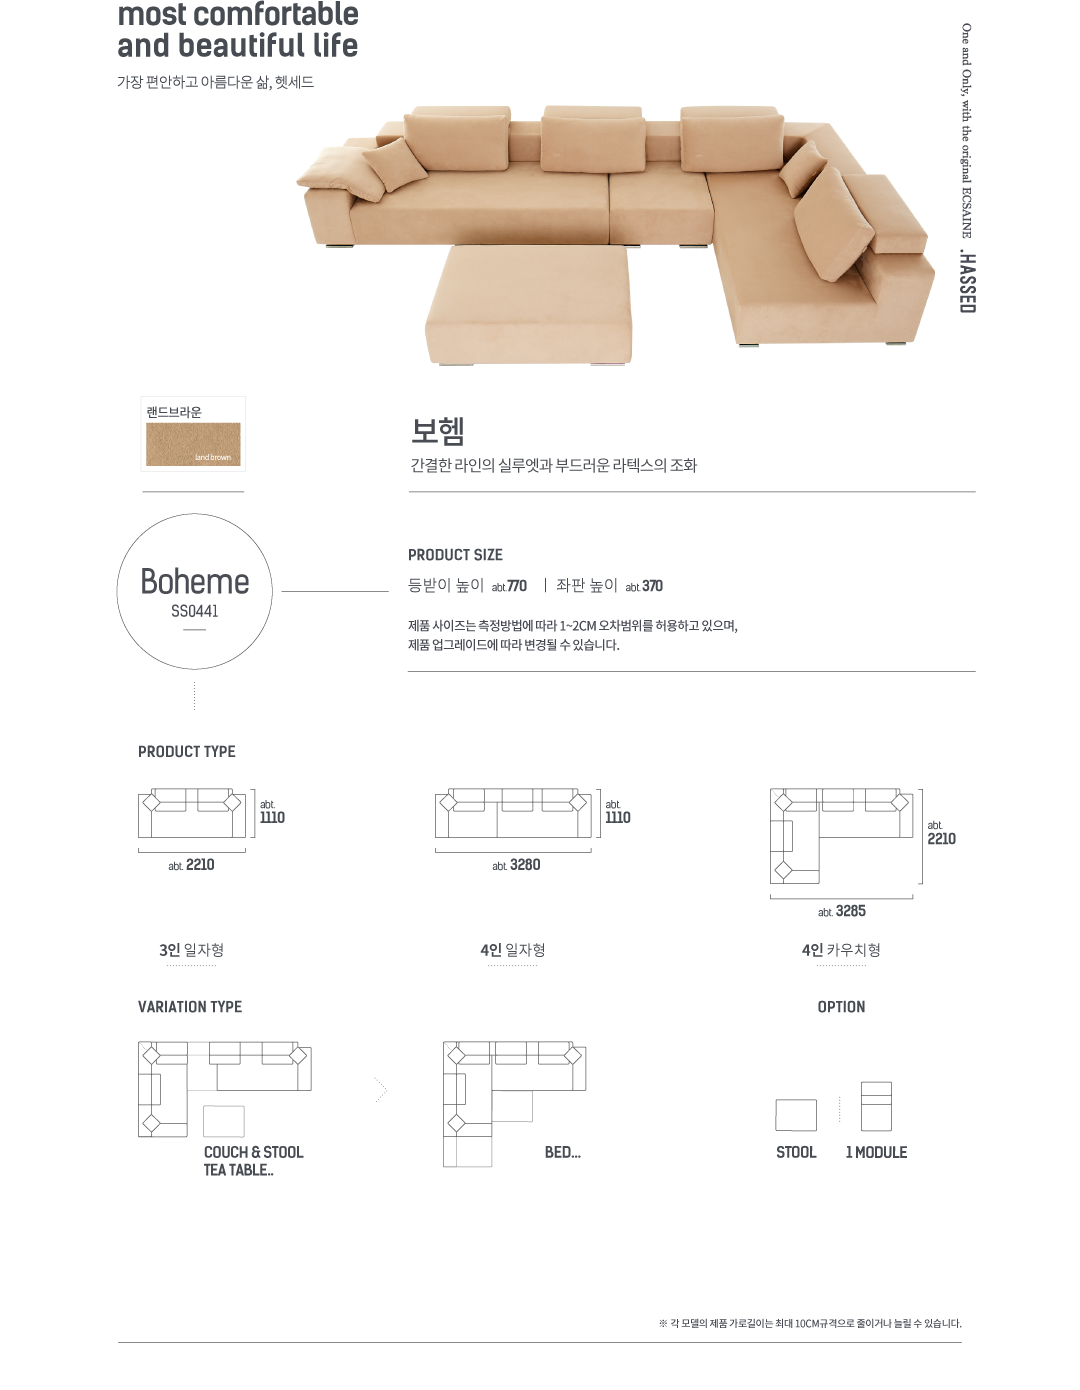 most comfortable
and beautiful life
가장 편안하고 아름다운 삶, 헷세드
One and Only, with the original ECSAINE .HASSED
랜드브라운
land brown
보헴
간결한 라인의 실루엣과 부드러운 라텍스의 조화
Boheme
SS0441
PRODUCT SIZE
등받이 높이 abt.770 | 좌판 높이 abt.370
제품 사이즈는 측정방법에 따라 1~2CM 오차범위를 허용하고 있으며,
제품 업그레이드에 따라 변경될 수 있습니다.
PRODUCT TYPE
abt.
1110
abt. 2210
3인 일자형
abt.
1110
abt. 3280
4인 일자형
abt.
2210
abt. 3285
4인 카우치형
VARIATION TYPE
COUCH & STOOL
TEA TABLE..
BED...
OPTION
STOOL
1 MODULE
※ 각 모델의 제품 가로길이는 최대 10CM규격으로 줄이거나 늘릴 수 있습니다.